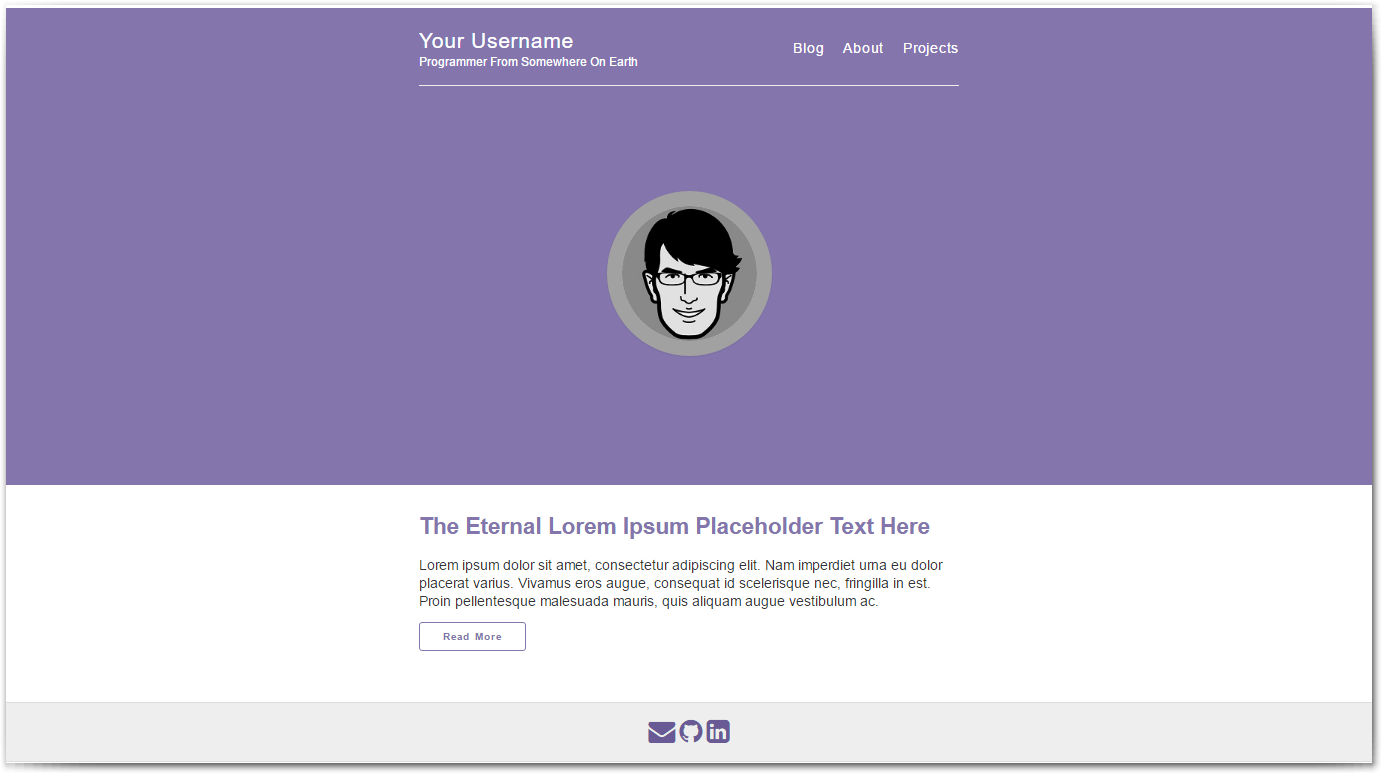 Your Username
Programmer From Somewhere On Earth
Blog About Projects
The Eternal Lorem Ipsum Placeholder Text Here
Lorem ipsum dolor sit amet, consectetur adipiscing elit. Nam imperdiet urna eu dolor
placerat varius. Vivamus eros augue, consequat id scelerisque nec, fringilla in est.
Proin pellentesque malesuada mauris, quis aliquam augue vestibulum ac.
Read More
in